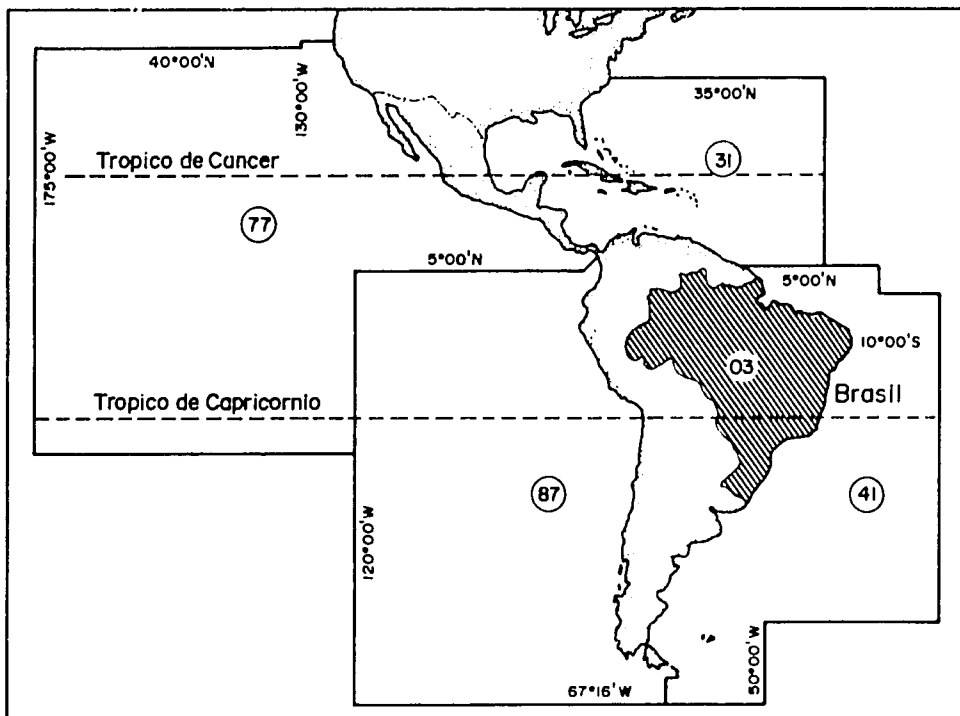 40°00'N
130°00'W
175°00'W
35°00'N
31
Tropico de Cancer
77
5°00'N
5°00'N
10°00'S
03
Brasil
Tropico de Capricornio
87
41
120°00'W
67°16'W
50°00'W